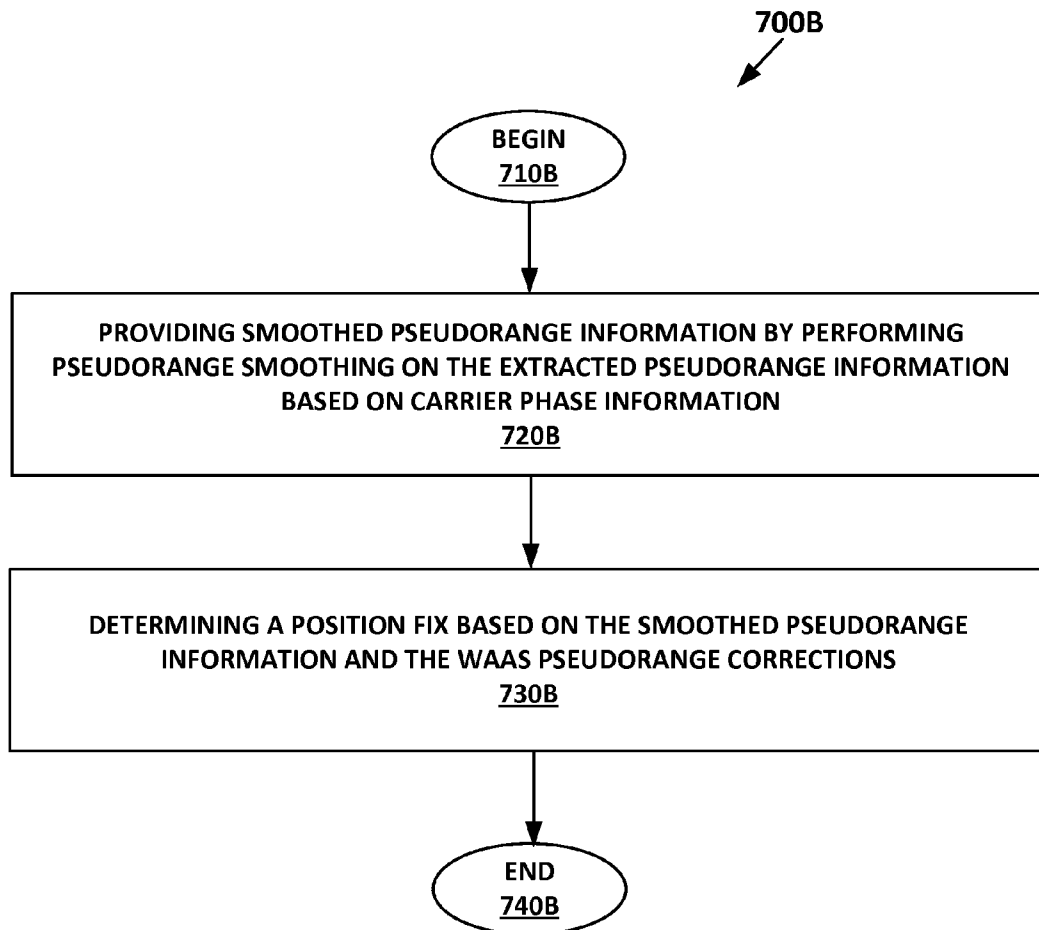 700B
BEGIN
710B
PROVIDING SMOOTHED PSEUDORANGE INFORMATION BY PERFORMING
PSEUDORANGE SMOOTHING ON THE EXTRACTED PSEUDORANGE INFORMATION
BASED ON CARRIER PHASE INFORMATION
720B
DETERMINING A POSITION FIX BASED ON THE SMOOTHED PSEUDORANGE
INFORMATION AND THE WAAS PSEUDORANGE CORRECTIONS
730B
END
740B